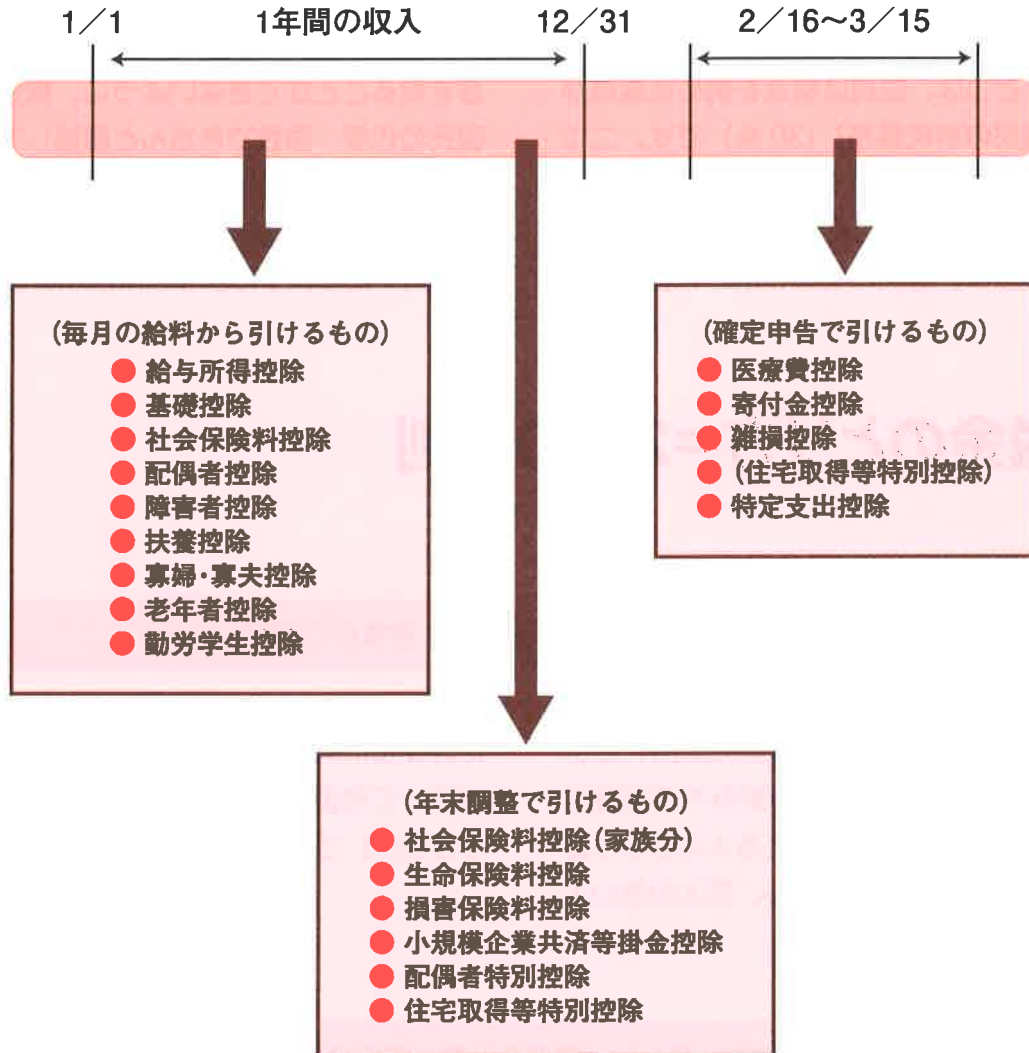 1／1 1年間の収入 12／31 2／16〜3／15
(毎月の給料から引けるもの)
● 給与所得控除
● 基礎控除
● 社会保険料控除
● 配偶者控除
● 障害者控除
● 扶養控除
● 寡婦・寡夫控除
● 老年者控除
● 勤労学生控除
(確定申告で引けるもの)
● 医療費控除
● 寄付金控除
● 雑損控除
● (住宅取得等特別控除)
● 特定支出控除
(年末調整で引けるもの)
● 社会保険料控除(家族分)
● 生命保険料控除
● 損害保険料控除
● 小規模企業共済等掛金控除
● 配偶者特別控除
● 住宅取得等特別控除